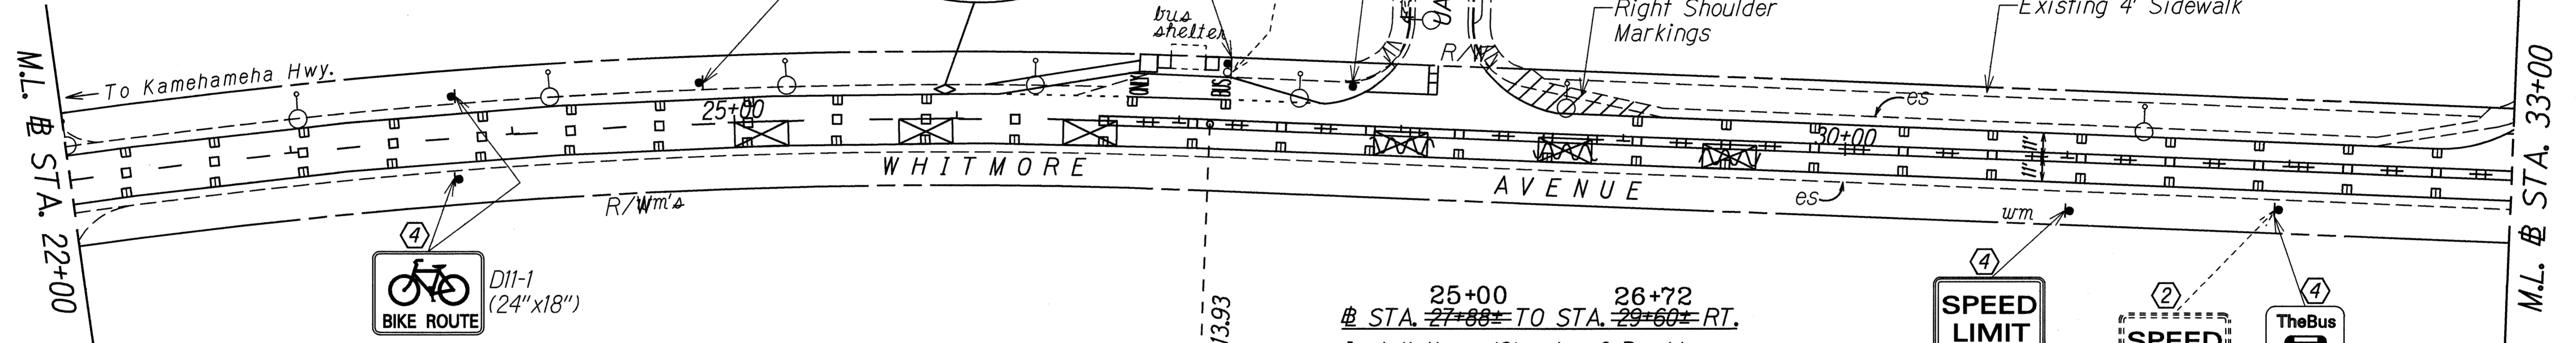 M.L. ⅊ STA. 22+00
To Kamehameha Hwy.
bus
shelter
Right Shoulder
Markings
Existing 4' Sidewalk
R/W
25+00
BUS
30+00
es
11' 11'
WHITMORE AVENUE
es
R/W
wm's
wm
M.L. ⅊ STA. 33+00
4
BIKE ROUTE
D11-1
(24"x18")
13.93
25+00 26+72
⅊ STA. 27+88± TO STA. 29+60± RT.
4
SPEED
LIMIT
2
SPEED
4
TheBus